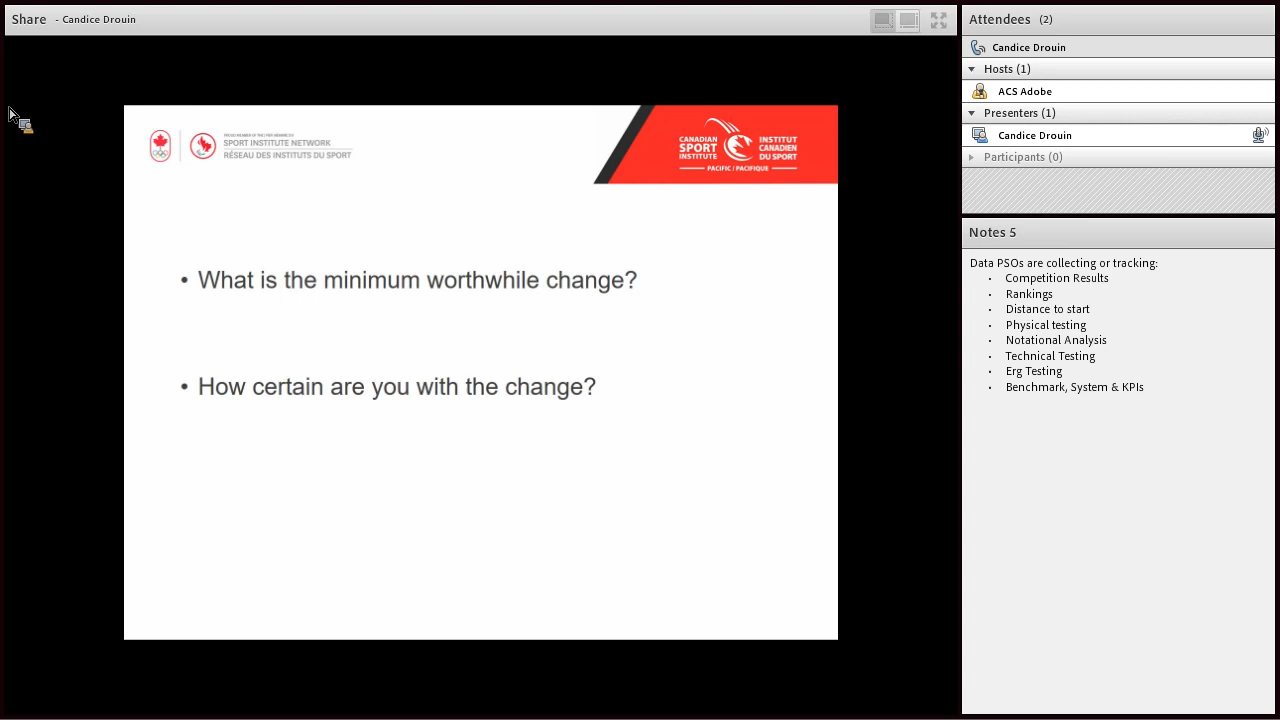 Share - Candice Drouin
SPORT INSTITUTE NETWORK
RÉSEAU DES INSTITUTS DU SPORT
CANADIAN SPORT INSTITUTE
INSTITUT CANADIEN DU SPORT
PACIFIC / PACIFIQUE
• What is the minimum worthwhile change?
• How certain are you with the change?
Attendees (2)
Candice Drouin
Hosts (1)
ACS Adobe
Presenters (1)
Candice Drouin
Participants (0)
Notes 5
Data PSOs are collecting or tracking:
• Competition Results
• Rankings
• Distance to start
• Physical testing
• Notational Analysis
• Technical Testing
• Erg Testing
• Benchmark, System & KPIs